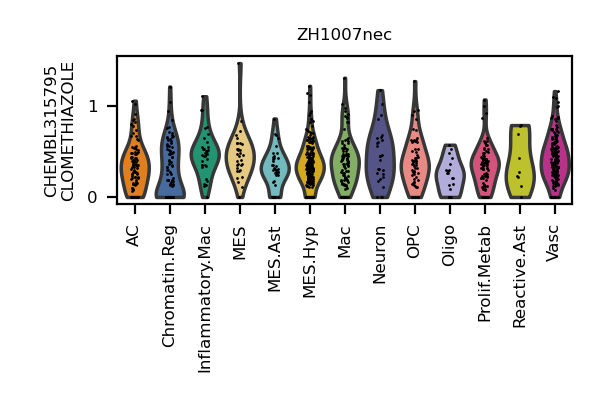 ZH1007nec
CHEMBL315795
CLOMETHIAZOLE
1
0
AC
Chromatin.Reg
Inflammatory.Mac
MES
MES.Ast
MES.Hyp
Mac
Neuron
OPC
Oligo
Prolif.Metab
Reactive.Ast
Vasc